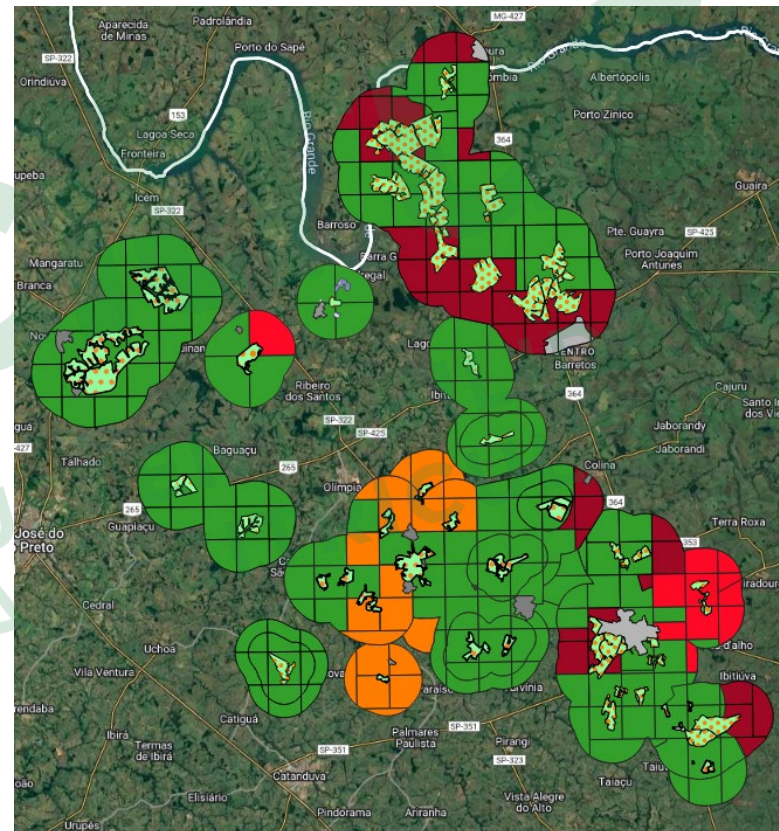 Aparecida
de Minas
Padrolândia
MG-427
Porto do Sapé
SP-322
Orindiúva
153
Albertópolis
Rio Grande
Lagoa Seca
Porto Zinico
Fronteira
364
Icém
Guaira
SP-322
Barroso
Pte. Guayra
SP-425
Mangaratu
Porto Joaquim
Antunes
Branca
CENTRO
Barretos
Ribeiro
dos Santos
364
Cajuru
SP-322
SP-425
Jaborandy
Jaborandi
Talhado
Baguaçu
265
Colina
Olímpia
364
265
Guapiaçu
Terra Roxa
José do
Preto
353
Cedral
Uchoa
Vila Ventura
Ibitiúva
Catiguá
SP-351
Ibirá
Palmares
Paulista
Pirangi
Termas
de Ibirá
SP-351
SP-323
Catanduva
Taiaçu
Elisiário
Vista Alegre
do Alto
Pindorama
Ariranha
Urupês